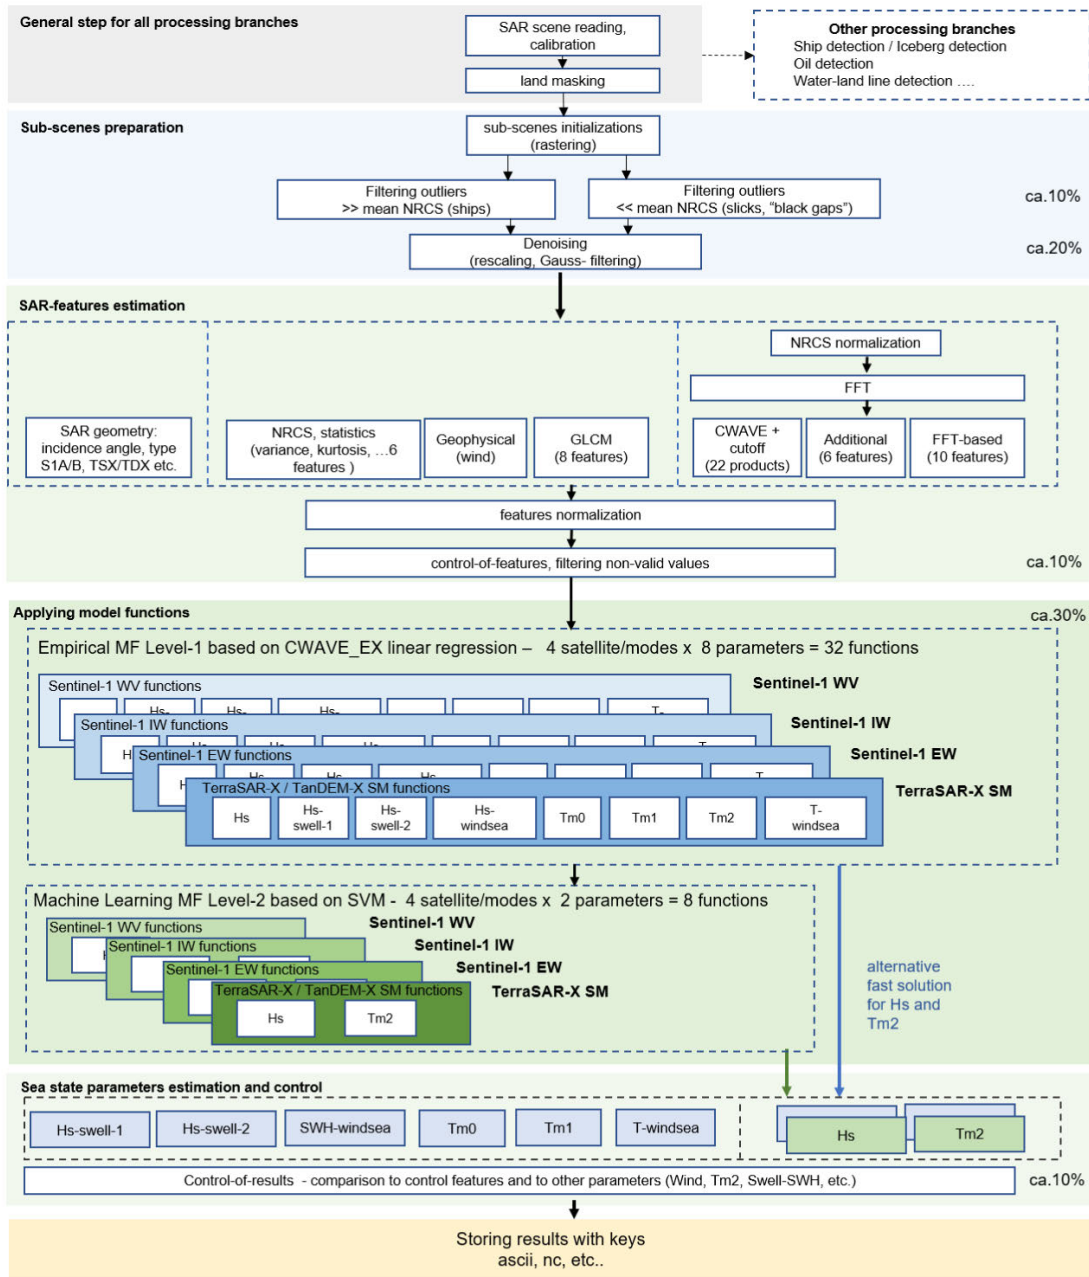 General step for all processing branches
SAR scene reading,
calibration
land masking
Other processing branches
Ship detection / Iceberg detection
Oil detection
Water-land line detection ....
Sub-scenes preparation
sub-scenes initializations
(rastering)
Filtering outliers
>> mean NRCS (ships)
Filtering outliers
<< mean NRCS (slicks, "black gaps")
ca.10%
Denoising
(rescaling, Gauss- filtering)
ca.20%
SAR-features estimation
NRCS normalization
FFT
SAR geometry:
incidence angle, type
S1A/B, TSX/TDX etc.
NRCS, statistics
(variance, kurtosis, ...6
features )
Geophysical
(wind)
GLCM
(8 features)
CWAVE +
cutoff
(22 products)
Additional
(6 features)
FFT-based
(10 features)
features normalization
control-of-features, filtering non-valid values
ca.10%
Applying model functions
ca.30%
Empirical MF Level-1 based on CWAVE_EX linear regression – 4 satellite/modes x 8 parameters = 32 functions
Sentinel-1 WV functions
Sentinel-1 WV
Sentinel-1 IW functions
Sentinel-1 IW
Sentinel-1 EW functions
Sentinel-1 EW
TerraSAR-X / TanDEM-X SM functions
TerraSAR-X SM
Hs
Hs-
swell-1
Hs-
swell-2
Hs-
windsea
Tm0
Tm1
Tm2
T-
windsea
Machine Learning MF Level-2 based on SVM - 4 satellite/modes x 2 parameters = 8 functions
Sentinel-1 WV functions
Sentinel-1 WV
Sentinel-1 IW functions
Sentinel-1 IW
Sentinel-1 EW functions
Sentinel-1 EW
TerraSAR-X / TanDEM-X SM functions
TerraSAR-X SM
Hs
Tm2
alternative
fast solution
for Hs and
Tm2
Sea state parameters estimation and control
Hs-swell-1
Hs-swell-2
SWH-windsea
Tm0
Tm1
T-windsea
Hs
Tm2
Control-of-results - comparison to control features and to other parameters (Wind, Tm2, Swell-SWH, etc.)
ca.10%
Storing results with keys
ascii, nc, etc..